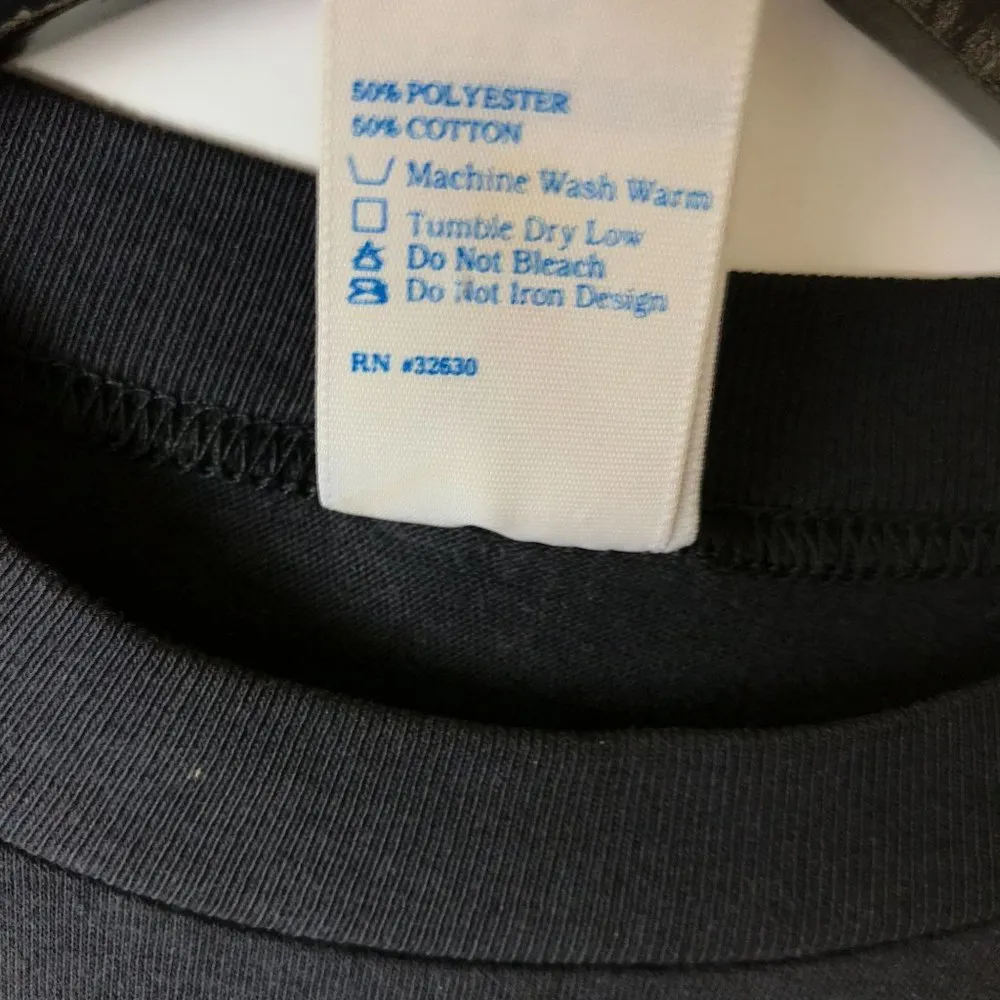 50% POLYESTER
50% COTTON
Machine Wash Warm
Tumble Dry Low
Do Not Bleach
Do Not Iron Design
RN #32630